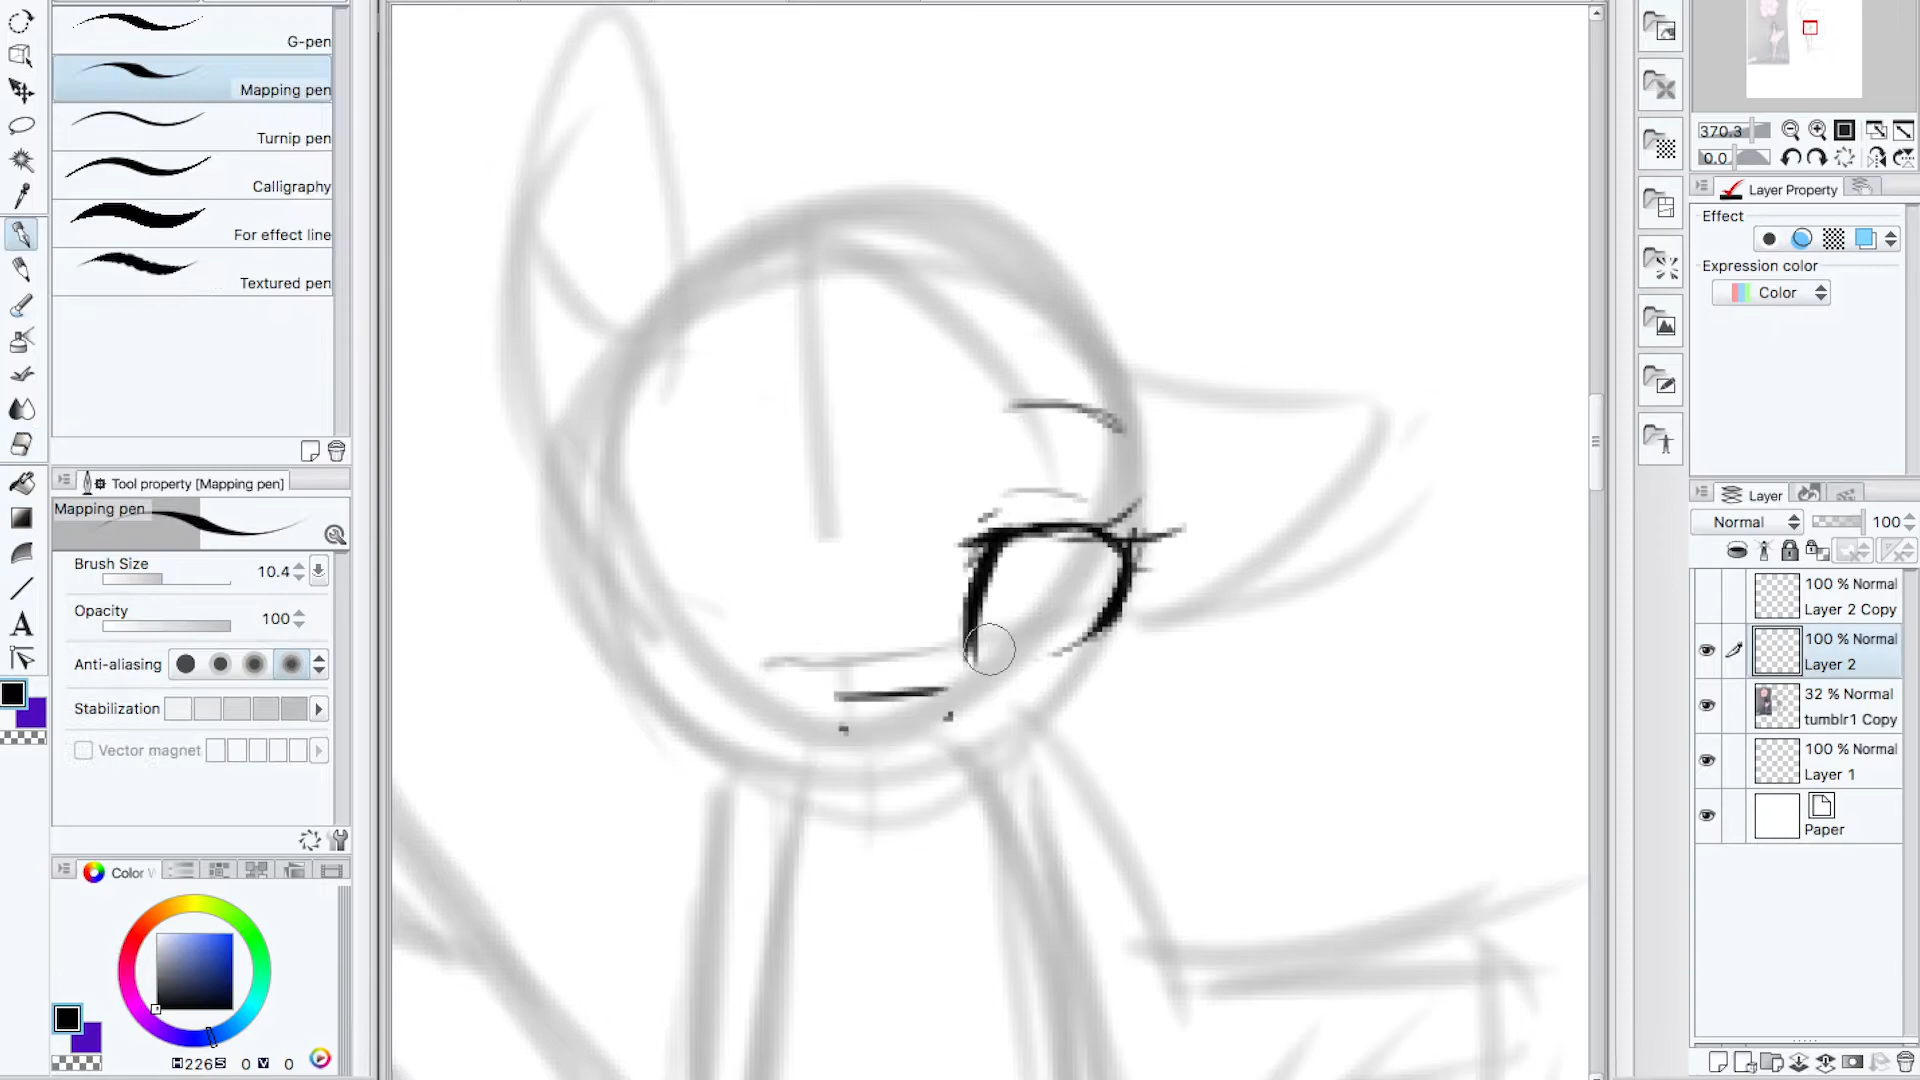 G-pen
Mapping pen
Turnip pen
Calligraphy
For effect line
Textured pen
Tool property [Mapping pen]
Mapping pen
Brush Size 10.4
Opacity 100
Anti-aliasing
Stabilization
Vector magnet
Color
H 226 S 0 V 0
370.3
0.0
Layer Property
Effect
Expression color
Color
Layer
Normal 100
100 % Normal
Layer 2 Copy
100 % Normal
Layer 2
32 % Normal
tumblr1 Copy
100 % Normal
Layer 1
Paper